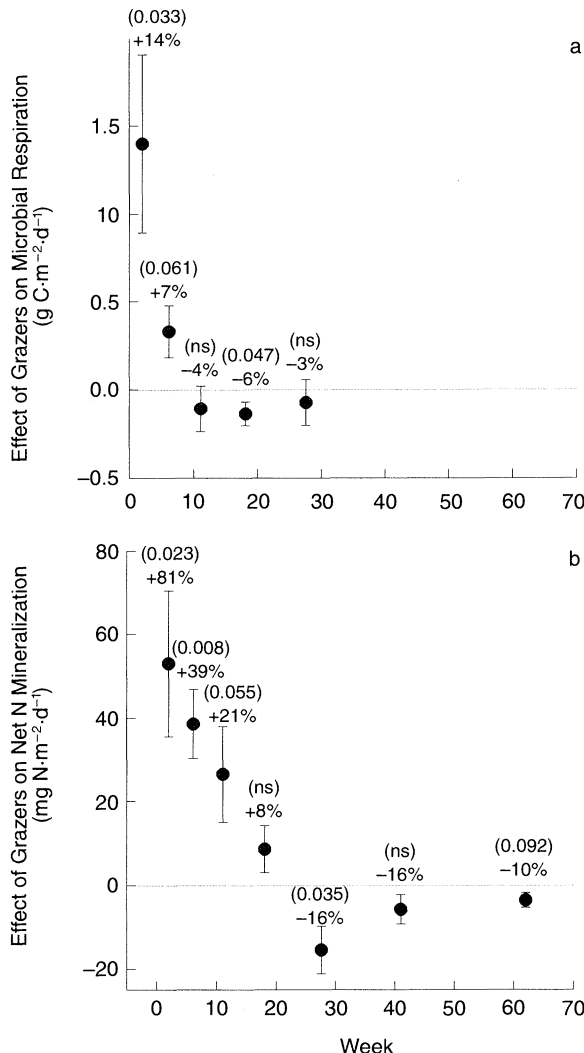 a
(0.033)
+14%
(0.061)
+7%
(ns)
−4%
(0.047)
−6%
(ns)
−3%
1.5
10
0.5
0.0
−0.5
0 10 20 30 40 50 60 70
Effect of Grazers on Microbial Respiration
(g C·m⁻²·d⁻¹)
b
(0.023)
+81%
(0.008)
+39%
(0.055)
+21%
(ns)
+8%
(0.035)
−16%
(ns)
−16%
(0.092)
−10%
80
60
40
20
0
−20
0 10 20 30 40 50 60 70
Effect of Grazers on Net N Mineralization
(mg N·m⁻²·d⁻¹)
Week